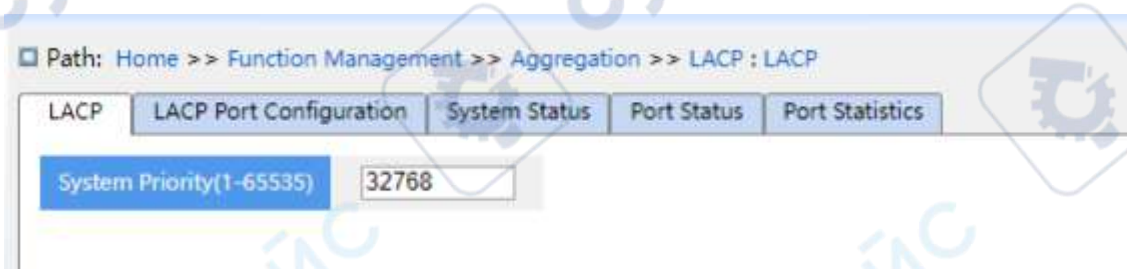 Path: Home >> Function Management >> Aggregation >> LACP : LACP
LACP LACP Port Configuration System Status Port Status Port Statistics
System Priority(1-65535) 32768